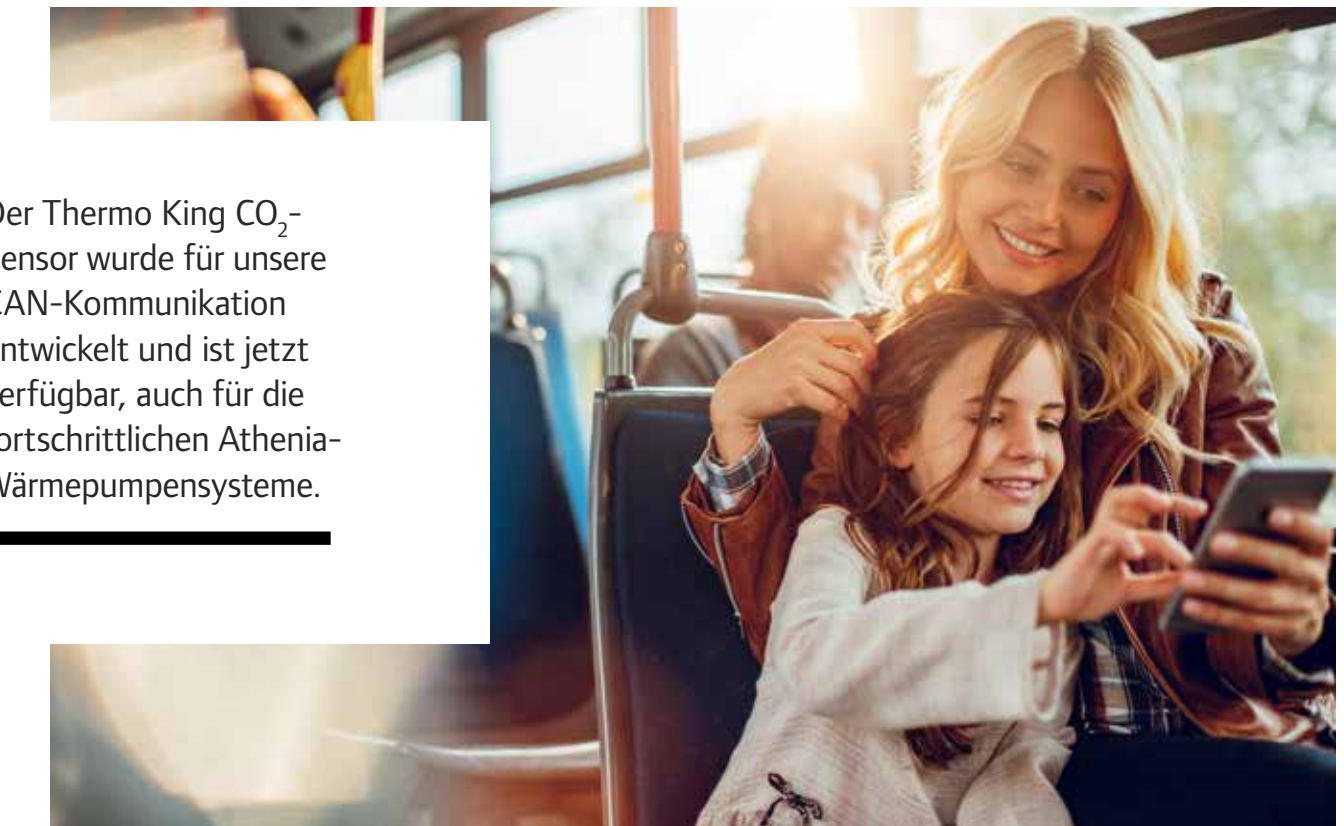 Der Thermo King CO₂-
ensor wurde für unsere
CAN-Kommunikation
ntwickelt und ist jetzt
erfügbar, auch für die
ortschrittlichen Athenia-
Wärmepumpensysteme.